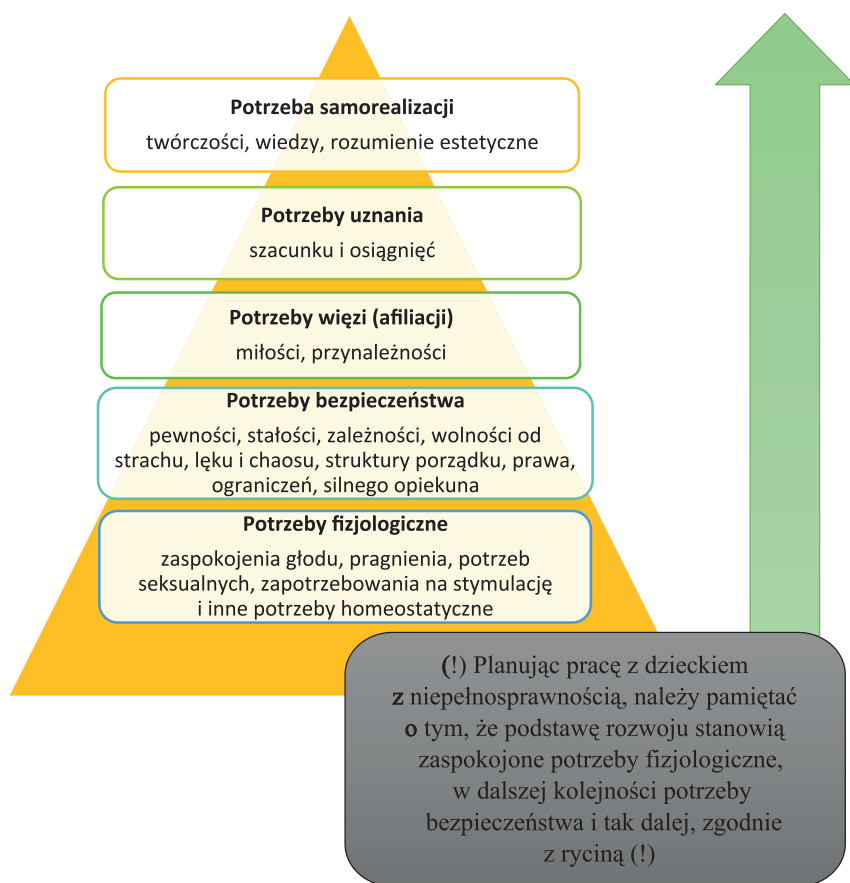 Potrzeba samorealizacji
twórczości, wiedzy, rozumienie estetyczne
Potrzeby uznania
szacunku i osiągnięć
Potrzeby więzi (afiliacji)
miłości, przynależności
Potrzeby bezpieczeństwa
pewności, stałości, zależności, wolności od
strachu, lęku i chaosu, struktury porządku, prawa,
ograniczeń, silnego opiekuna
Potrzeby fizjologiczne
zaspokojenia głodu, pragnienia, potrzeb
seksualnych, zapotrzebowania na stymulację
i inne potrzeby homeostatyczne
(!) Planując pracę z dzieckiem
z niepełnosprawnością, należy pamiętać
o tym, że podstawę rozwoju stanowią
zaspokojone potrzeby fizjologiczne,
w dalszej kolejności potrzeby
bezpieczeństwa i tak dalej, zgodnie
z ryciną (!)